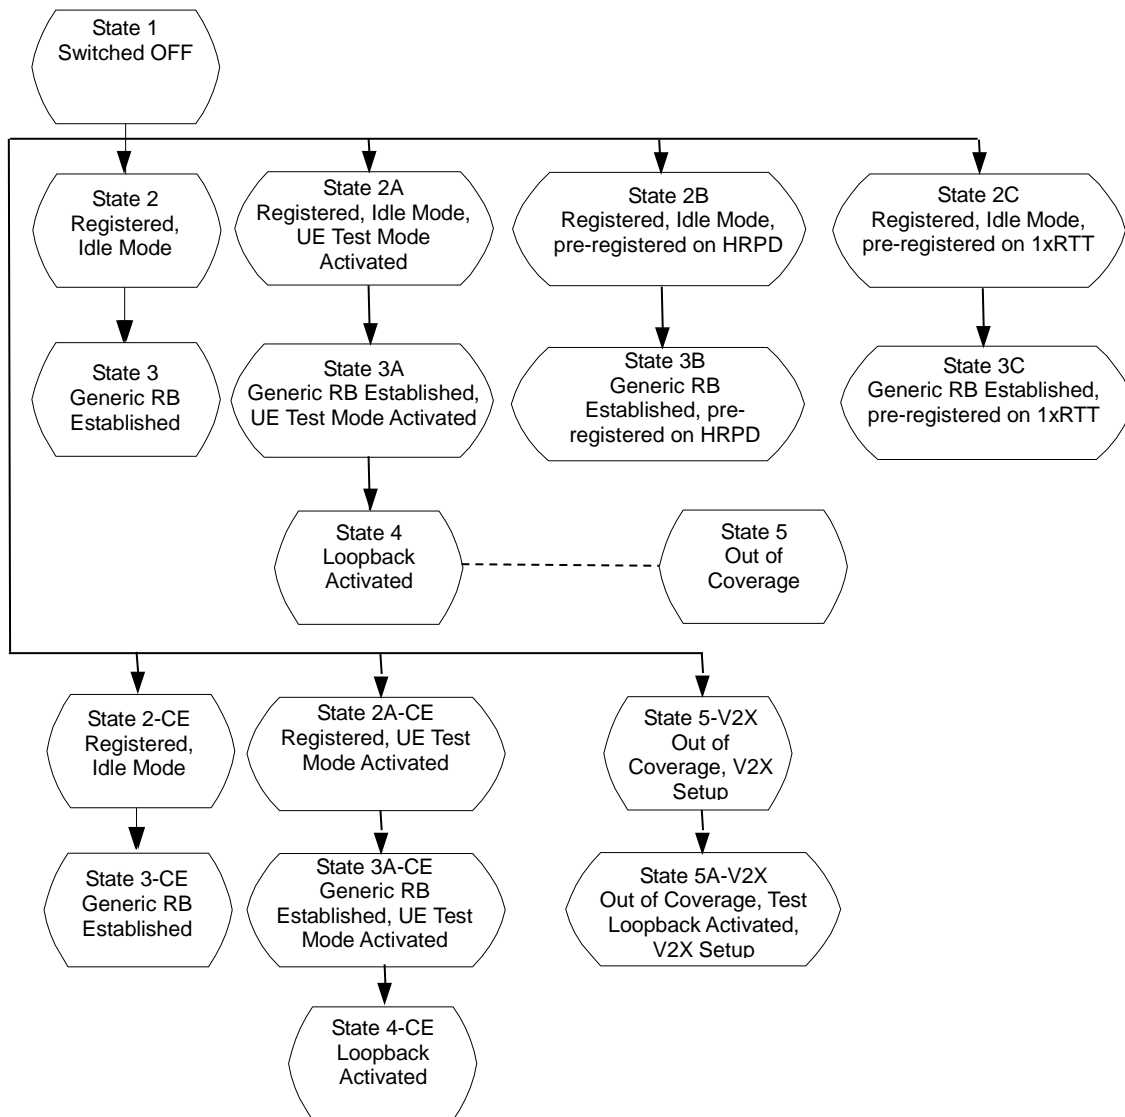 State 1
Switched OFF
State 2
Registered,
Idle Mode
State 2A
Registered, Idle Mode,
UE Test Mode
Activated
State 2B
Registered, Idle Mode,
pre-registered on HRPD
State 2C
Registered, Idle Mode,
pre-registered on 1xRTT
State 3
Generic RB
Established
State 3A
Generic RB Established,
UE Test Mode Activated
State 3B
Generic RB
Established, pre-
registered on HRPD
State 3C
Generic RB Established,
pre-registered on 1xRTT
State 4
Loopback
Activated
State 5
Out of
Coverage
State 2-CE
Registered,
Idle Mode
State 2A-CE
Registered, UE Test
Mode Activated
State 5-V2X
Out of
Coverage, V2X
Setup
State 3-CE
Generic RB
Established
State 3A-CE
Generic RB
Established, UE Test
Mode Activated
State 5A-V2X
Out of Coverage, Test
Loopback Activated,
V2X Setup
State 4-CE
Loopback
Activated